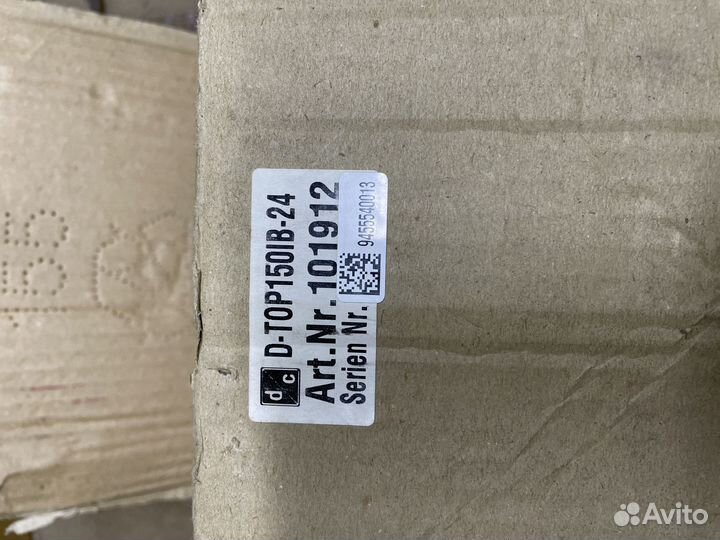 dc
D-TOP150IB-24
Art.Nr.101912
Serien Nr.
9455540013
Avito